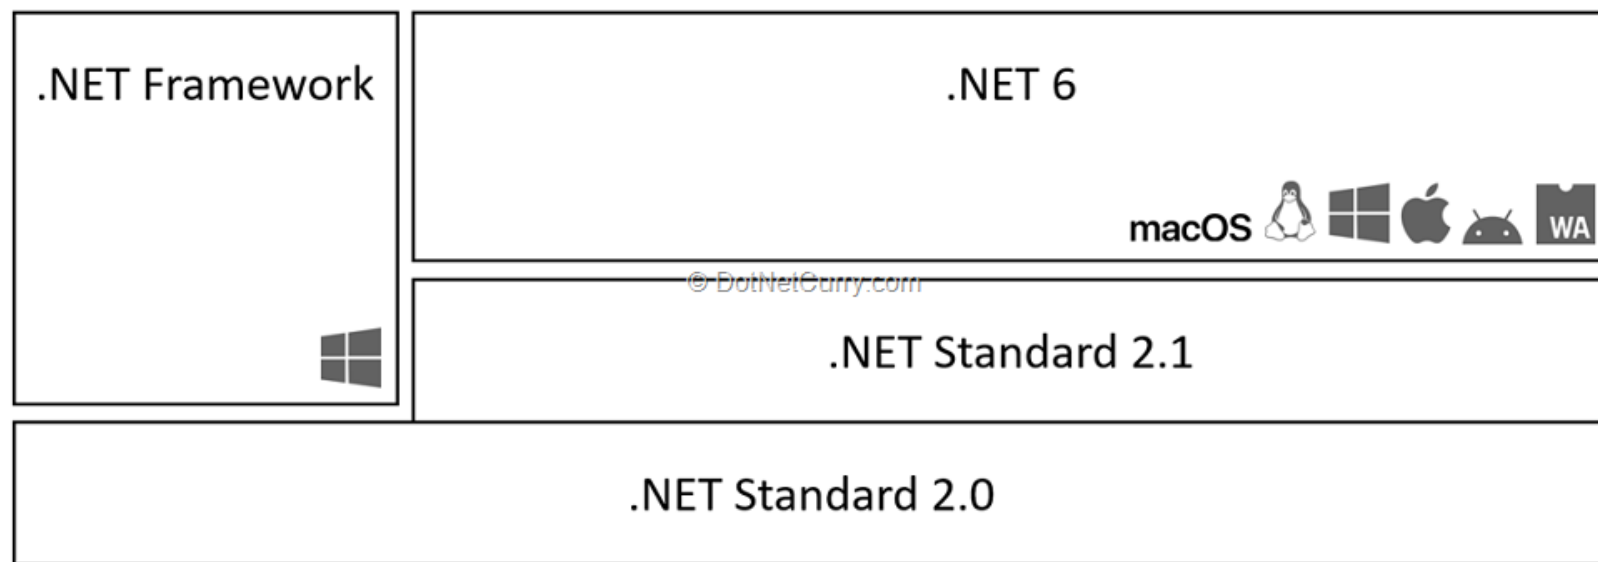 .NET Framework
.NET 6
macOS
WA
© DotNetCurry.com
.NET Standard 2.1
.NET Standard 2.0